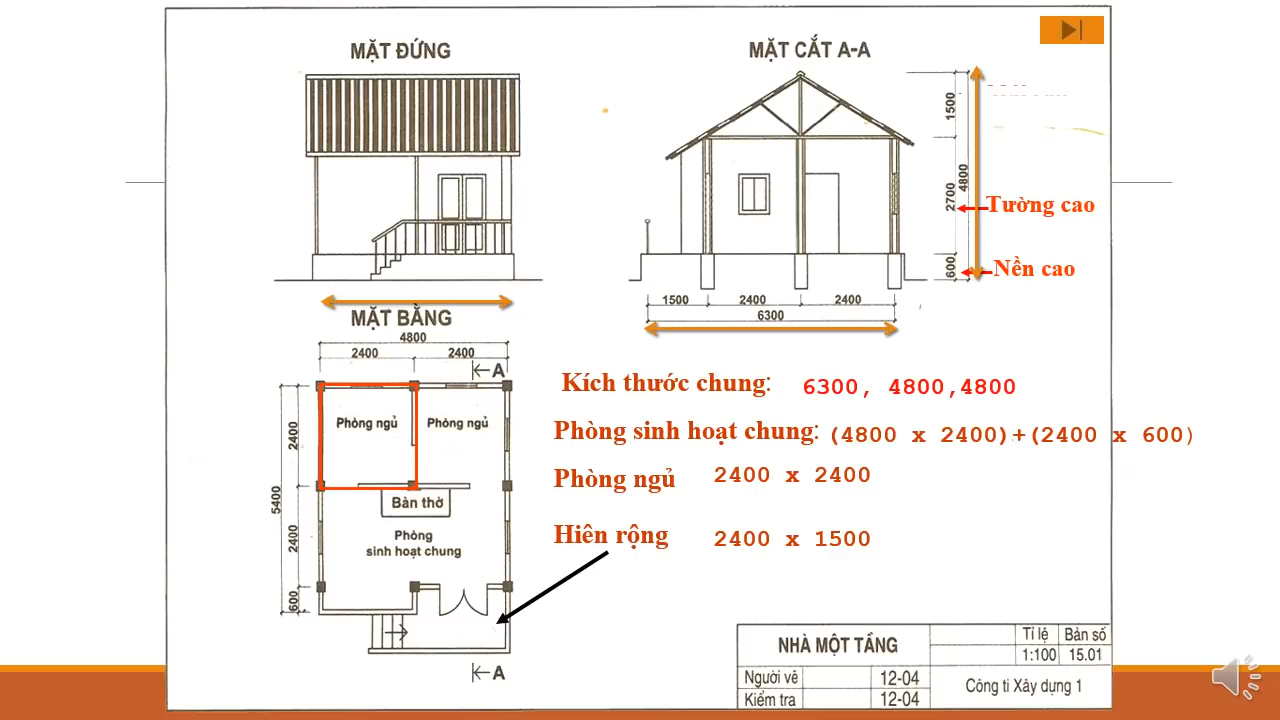 MẶT ĐỨNG
MẶT CẮT A-A
1500
2700
4800
600
Tường cao
Nền cao
1500 2400 2400
6300
MẶT BẰNG
4800
2400 2400
A
Phòng ngủ
Phòng ngủ
2400
5400
2400
600
Bàn thờ
Phòng
sinh hoạt chung
A
Kích thước chung: 6300, 4800,4800
Phòng sinh hoạt chung: (4800 x 2400)+(2400 x 600)
Phòng ngủ 2400 x 2400
Hiên rộng 2400 x 1500
NHÀ MỘT TẦNG
Tỉ lệ Bản số
1:100 15.01
Người vẽ 12-04
Kiểm tra 12-04
Công ti Xây dựng 1